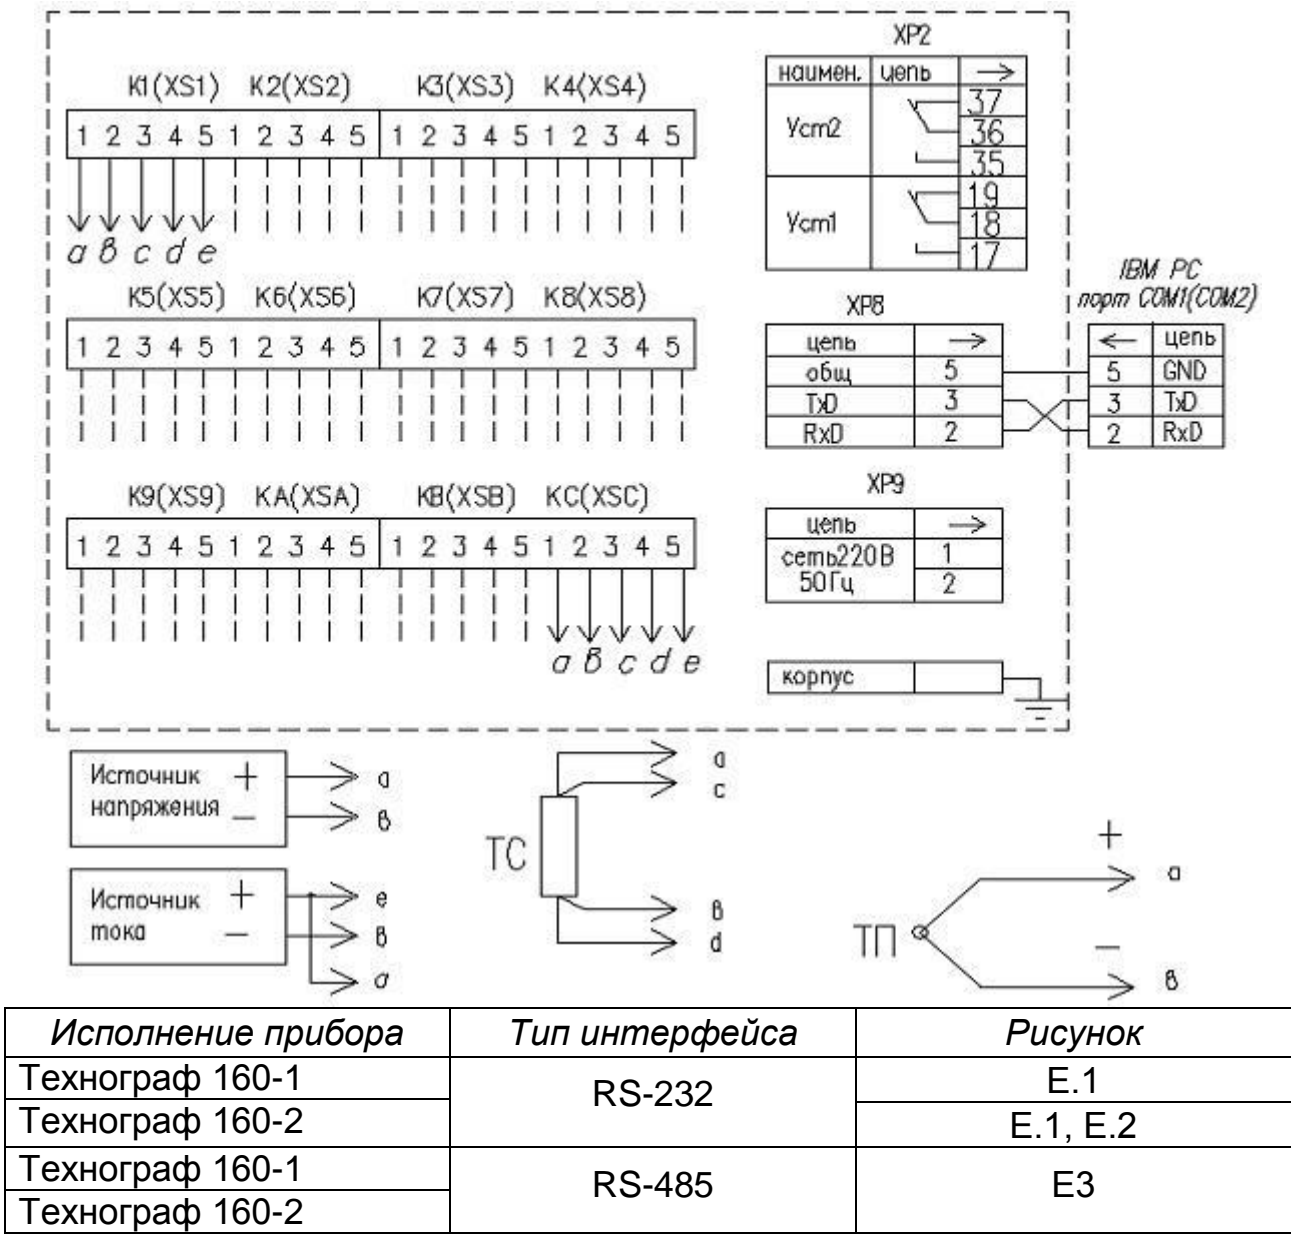 K1(XS1) K2(XS2) K3(XS3) K4(XS4)
1 2 3 4 5 1 2 3 4 5 1 2 3 4 5 1 2 3 4 5
a в c d e
K5(XS5) K6(XS6) K7(XS7) K8(XS8)
1 2 3 4 5 1 2 3 4 5 1 2 3 4 5 1 2 3 4 5
K9(XS9) KA(XSA) KB(XSB) KC(XSC)
1 2 3 4 5 1 2 3 4 5 1 2 3 4 5 1 2 3 4 5
a в c d e
XP2
наимен. цепь
Уст2
37
36
35
Уст1
19
18
17
XP8
цепь
общ 5
TxD 3
RxD 2
IBM PC
порт COM1(COM2)
цепь
5 GND
3 TxD
2 RxD
XP9
цепь
сеть220В 1
50Гц 2
корпус
Источник + a
напряжения − в
Источник + e
тока − в
a
ТС
a
c
в
d
ТП
+ a
− в
Исполнение прибора Тип интерфейса Рисунок
Технограф 160-1 RS-232 Е.1
Технограф 160-2 Е.1, Е.2
Технограф 160-1 RS-485 Е3
Технограф 160-2